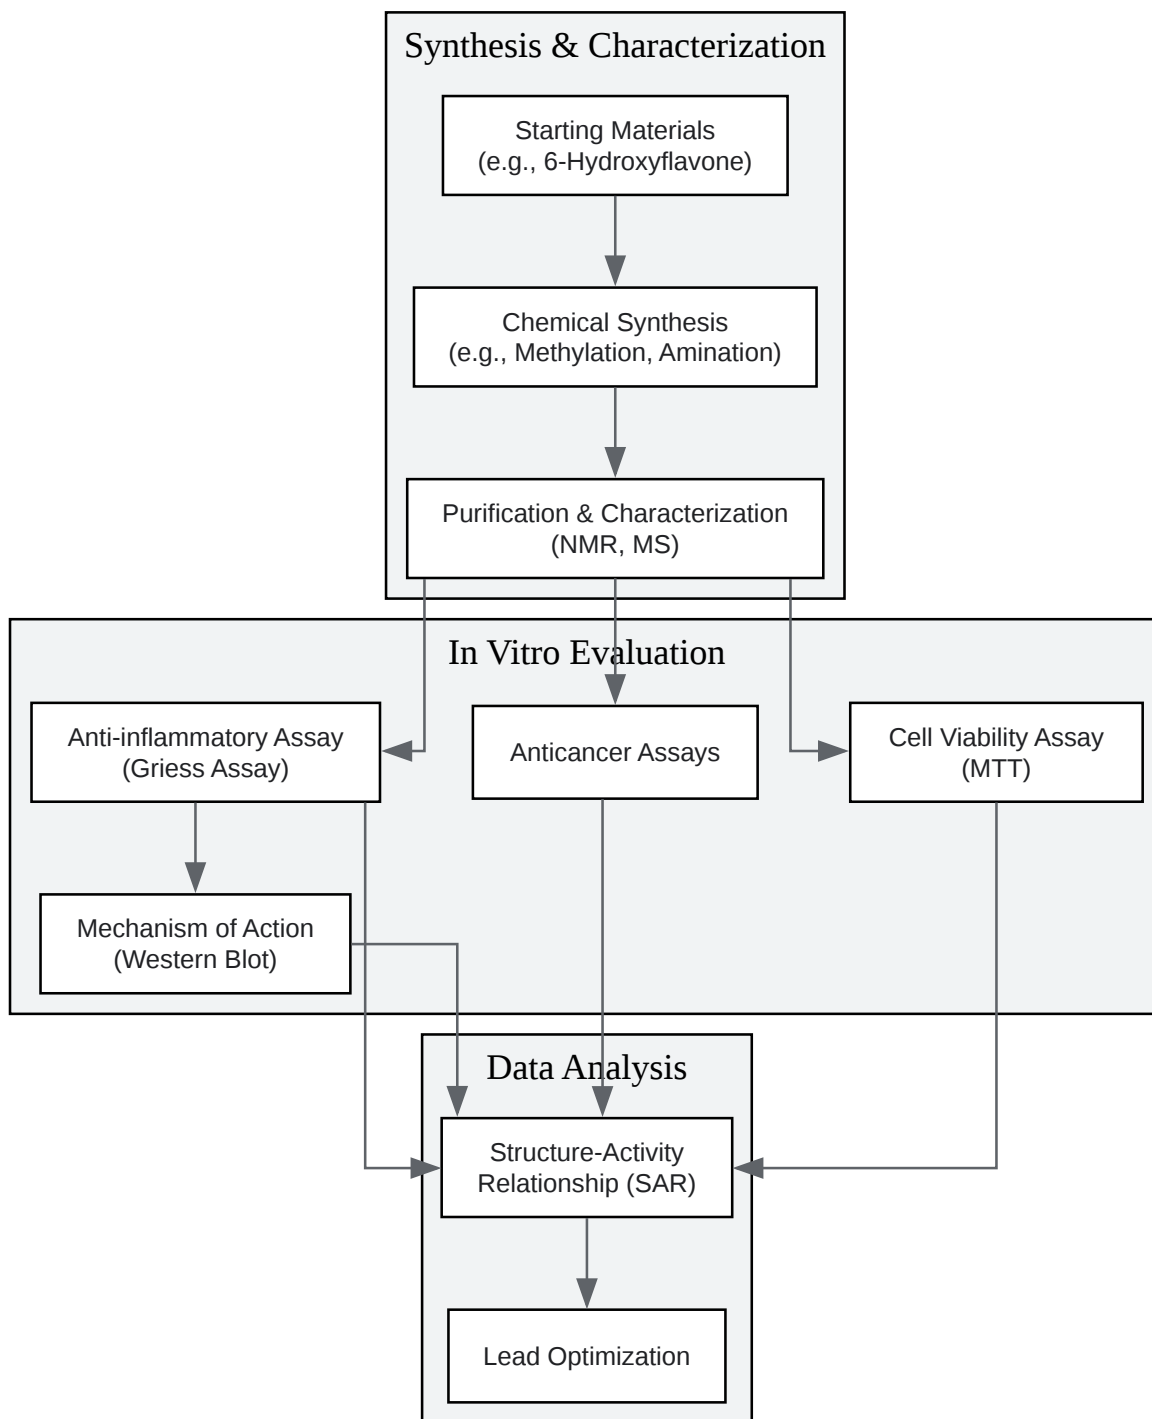 Synthesis & Characterization
Starting Materials
(e.g., 6-Hydroxyflavone)
Chemical Synthesis
(e.g., Methylation, Amination)
Purification & Characterization
(NMR, MS)
In Vitro Evaluation
Anti-inflammatory Assay
(Griess Assay)
Anticancer Assays
Cell Viability Assay
(MTT)
Mechanism of Action
(Western Blot)
Data Analysis
Structure-Activity
Relationship (SAR)
Lead Optimization